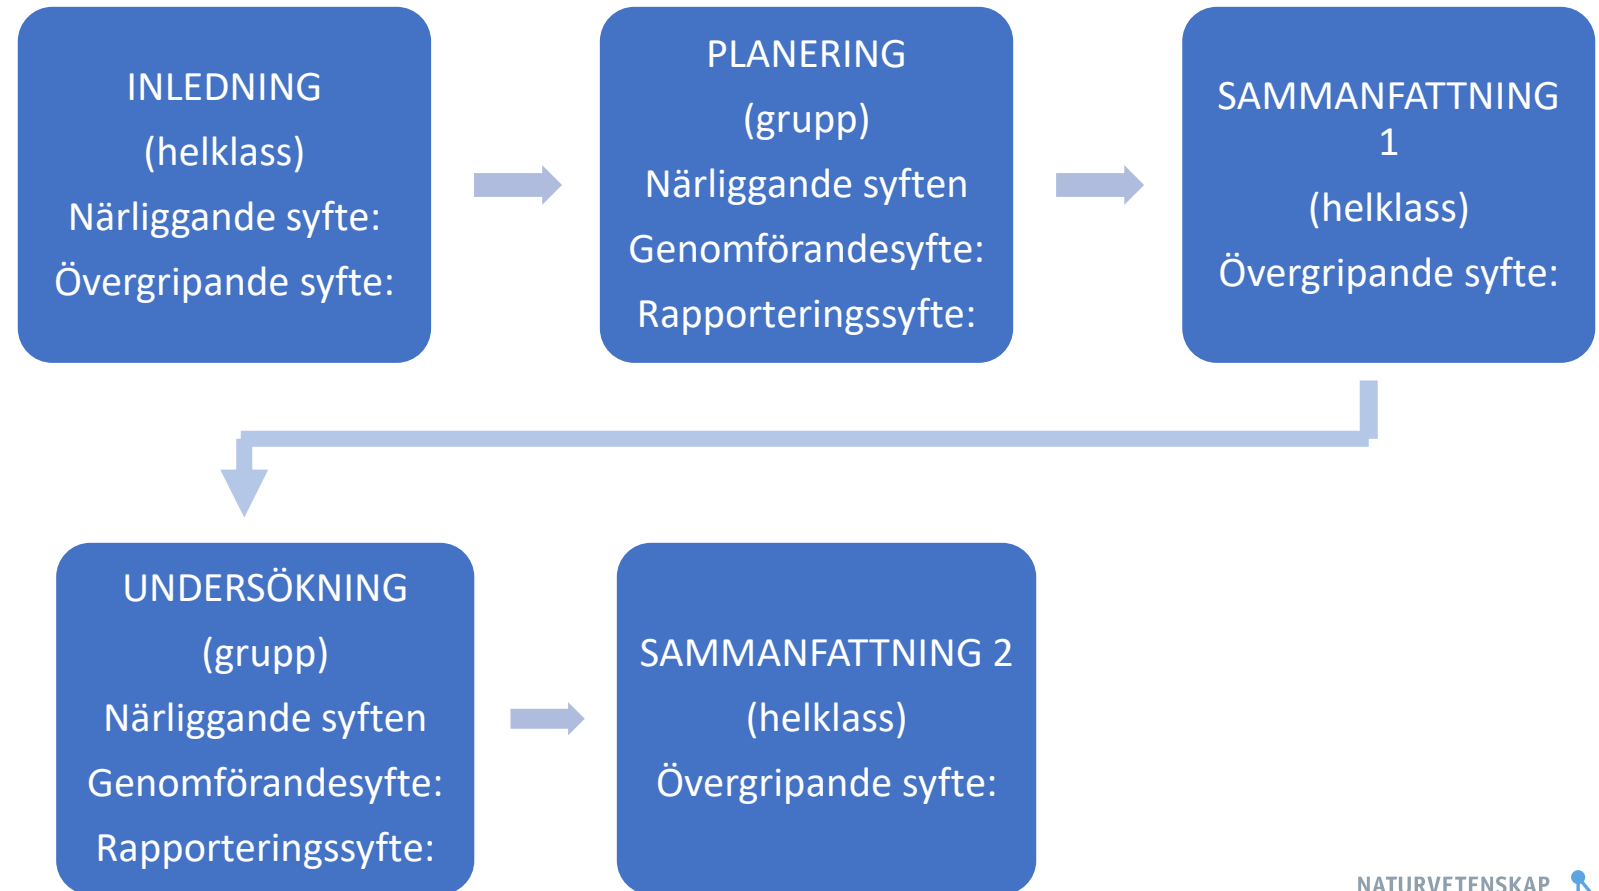 INLEDNING
(helklass)
Närliggande syfte:
Övergripande syfte:
PLANERING
(grupp)
Närliggande syften
Genomförandesyfte:
Rapporteringssyfte:
SAMMANFATTNING
1
(helklass)
Övergripande syfte:
UNDERSÖKNING
(grupp)
Närliggande syften
Genomförandesyfte:
Rapporteringssyfte:
SAMMANFATTNING 2
(helklass)
Övergripande syfte:
NATURVETENSKAP